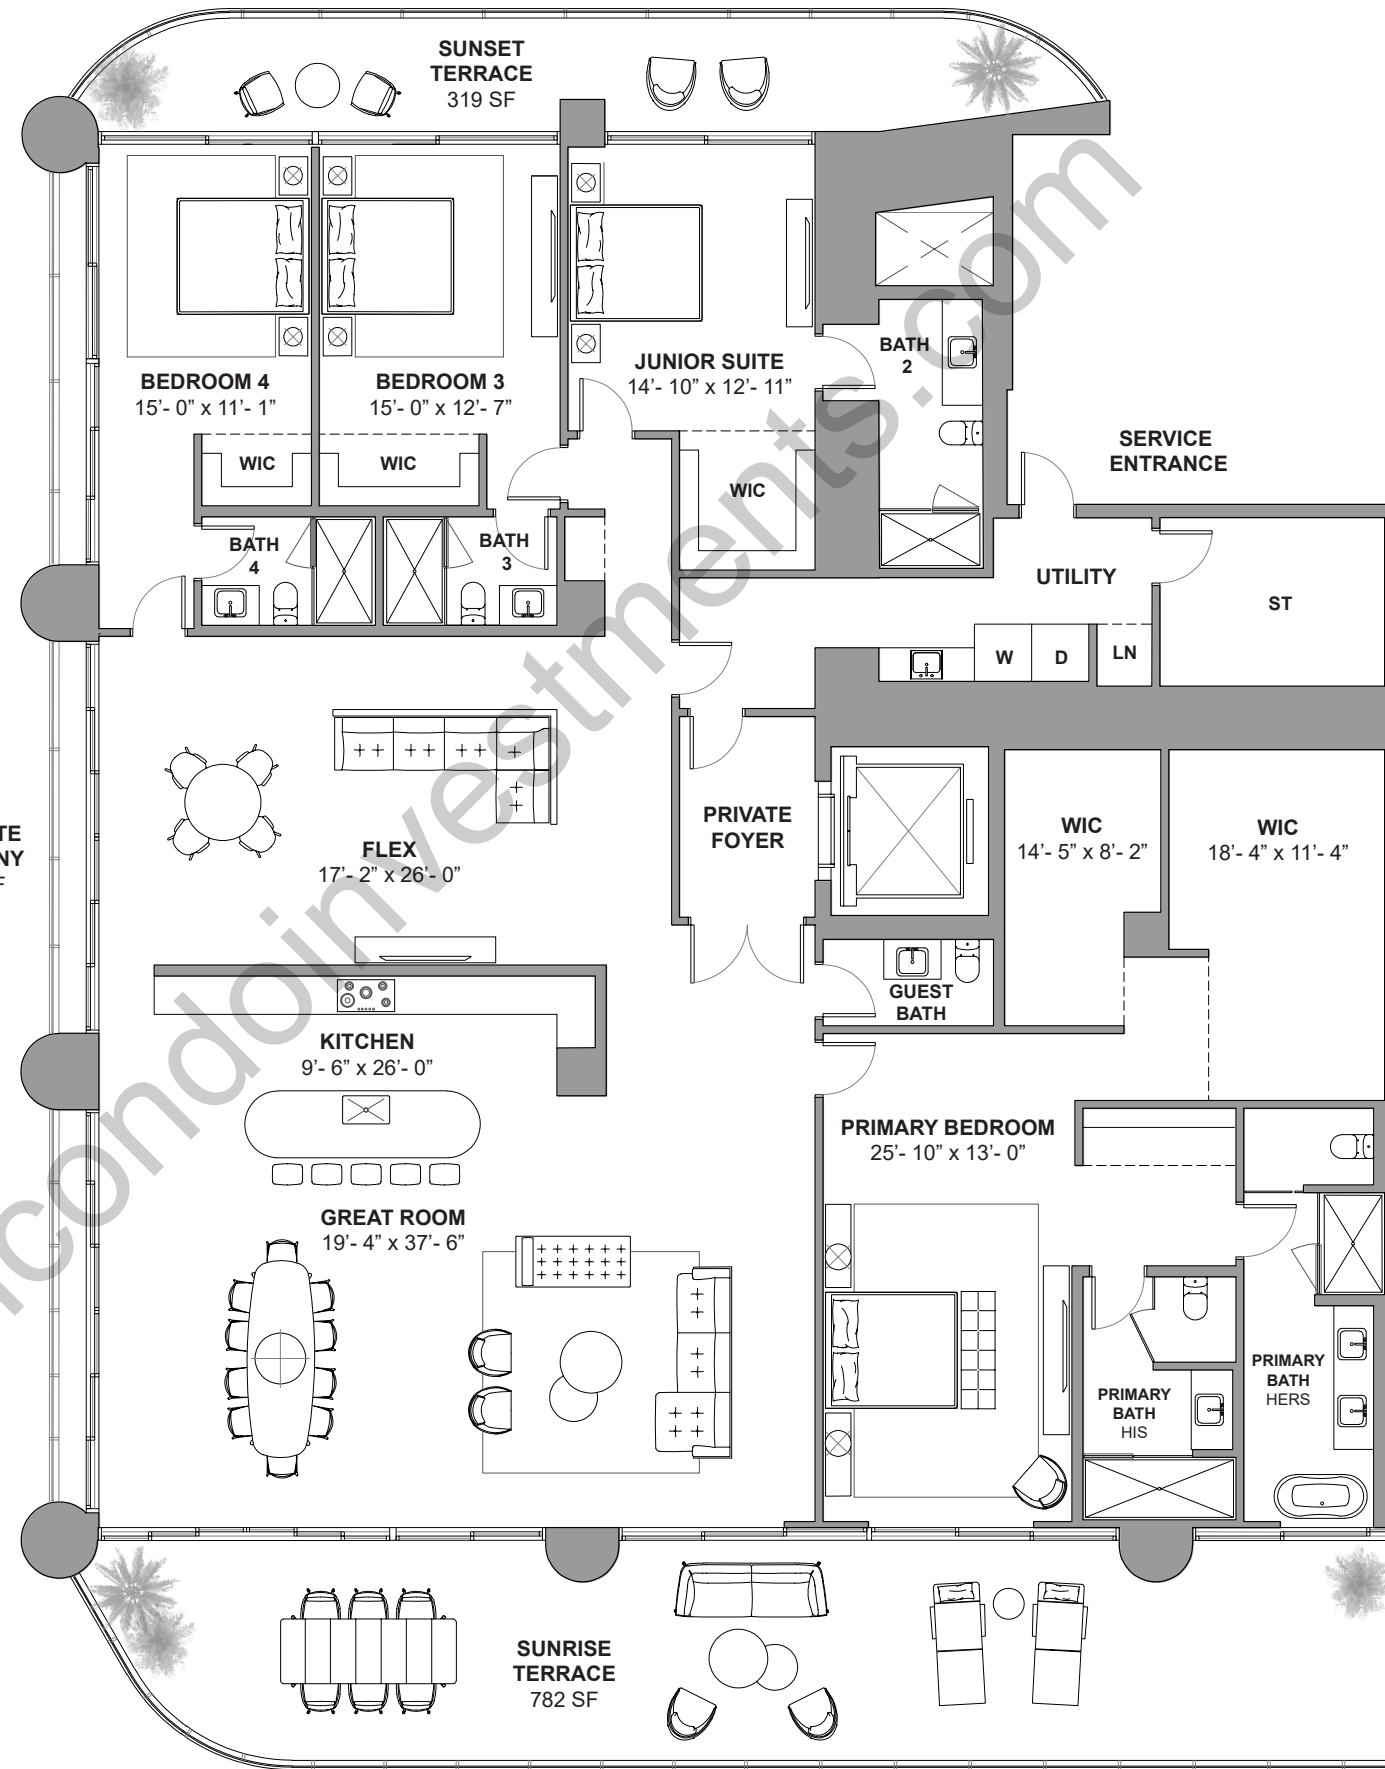 SUNSET
TERRACE
319 SF
BEDROOM 4
15'- 0” x 11'- 1”
BEDROOM 3
15'- 0” x 12'- 7”
JUNIOR SUITE
14'- 10” x 12'- 11”
BATH
2
WIC
WIC
WIC
SERVICE
ENTRANCE
BATH
4
BATH
3
UTILITY
ST
W
D
LN
PRIVATE
FOYER
FLEX
17'- 2” x 26'- 0”
WIC
14'- 5” x 8'- 2”
WIC
18'- 4” x 11'- 4”
TE
NY
F
GUEST
BATH
KITCHEN
9'- 6” x 26'- 0”
PRIMARY BEDROOM
25'- 10” x 13'- 0”
GREAT ROOM
19'- 4” x 37'- 6”
PRIMARY
BATH
HERS
PRIMARY
BATH
HIS
SUNRISE
TERRACE
782 SF
condoinvestments.com